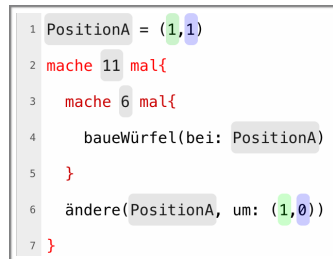 1 PositionA = (1,1)
2 mache 11 mal{
3 mache 6 mal{
4 baueWürfel(bei: PositionA)
5 }
6 ändere(PositionA, um: (1,0))
7 }